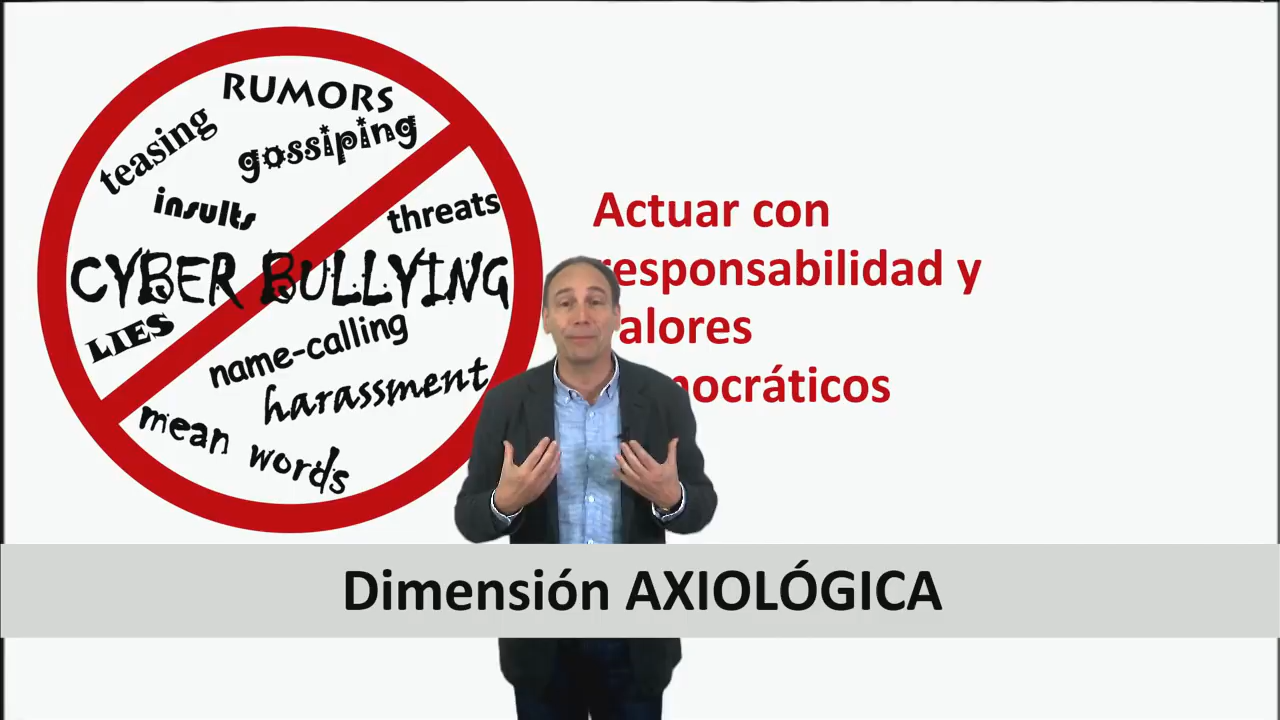 RUMORS
teasing
gossiping
insults
threats
CYBER BULLYING
LIES
name-calling
harassment
mean words
Actuar con
responsabilidad y
alores
ocráticos
Dimensión AXIOLÓGICA